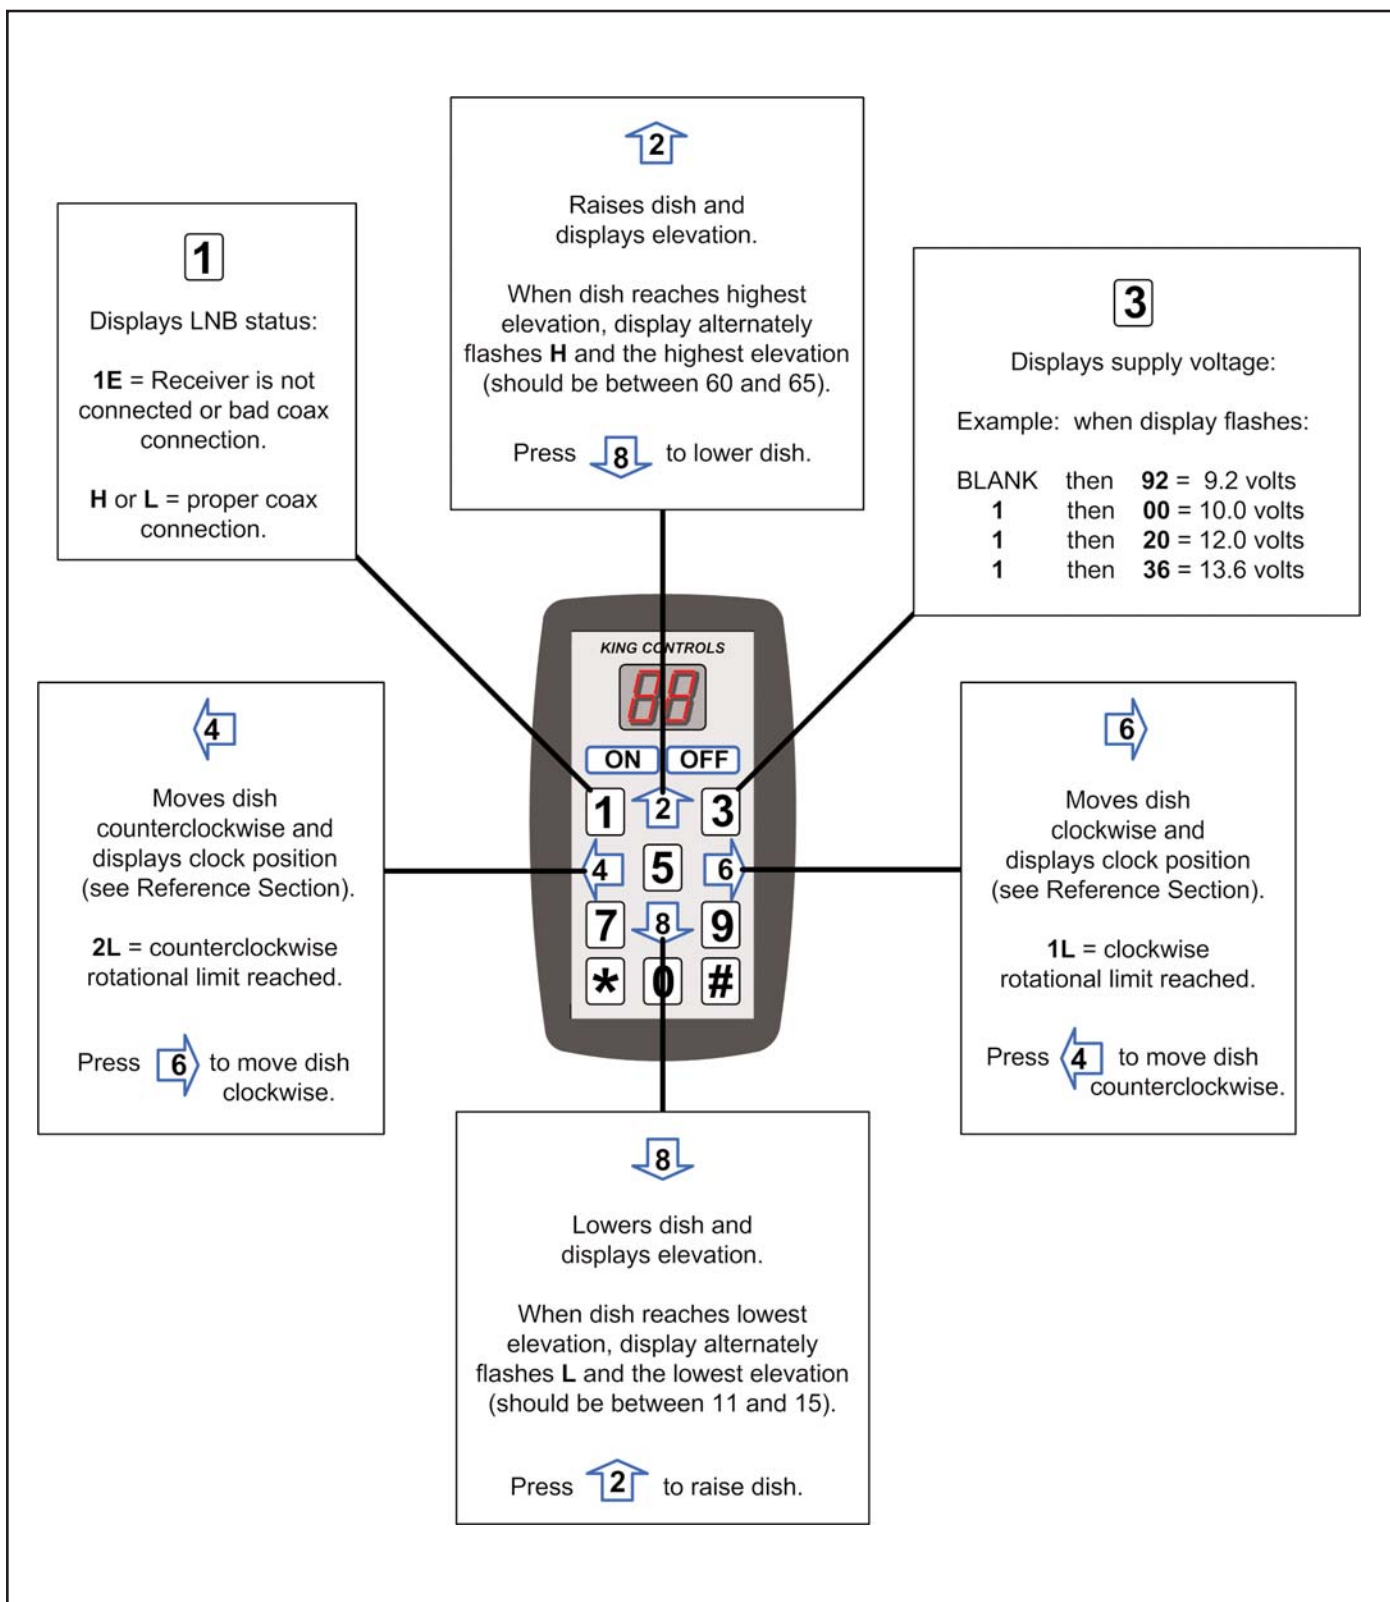 2
Raises dish and
displays elevation.
When dish reaches highest
elevation, display alternately
flashes H and the highest elevation
(should be between 60 and 65).
Press 8 to lower dish.
1
Displays LNB status:
1E = Receiver is not
connected or bad coax
connection.
H or L = proper coax
connection.
3
Displays supply voltage:
Example: when display flashes:
BLANK then 92 = 9.2 volts
1 then 00 = 10.0 volts
1 then 20 = 12.0 volts
1 then 36 = 13.6 volts
KING CONTROLS
88
ON OFF
1 2 3
4 5 6
7 8 9
* 0 #
4
Moves dish
counterclockwise and
displays clock position
(see Reference Section).
2L = counterclockwise
rotational limit reached.
Press 6 to move dish
clockwise.
6
Moves dish
clockwise and
displays clock position
(see Reference Section).
1L = clockwise
rotational limit reached.
Press 4 to move dish
counterclockwise.
8
Lowers dish and
displays elevation.
When dish reaches lowest
elevation, display alternately
flashes L and the lowest elevation
(should be between 11 and 15).
Press 2 to raise dish.